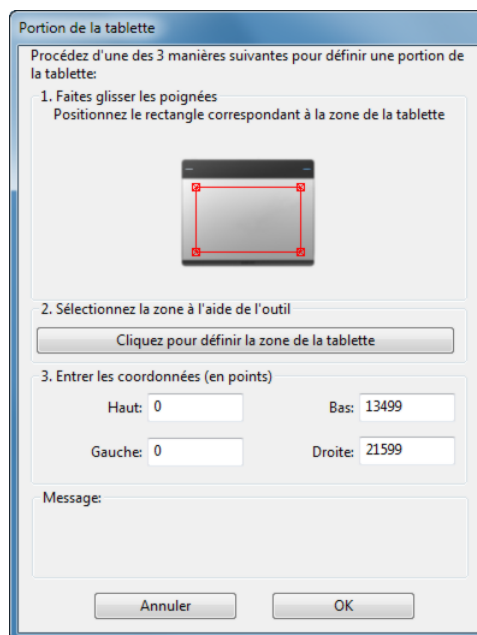 Portion de la tablette
Procédez d'une des 3 manières suivantes pour définir une portion de
la tablette:
1. Faites glisser les poignées
Positionnez le rectangle correspondant à la zone de la tablette
2. Sélectionnez la zone à l'aide de l'outil
Cliquez pour définir la zone de la tablette
3. Entrer les coordonnées (en points)
Haut: 0 Bas: 13499
Gauche: 0 Droite: 21599
Message:
Annuler OK